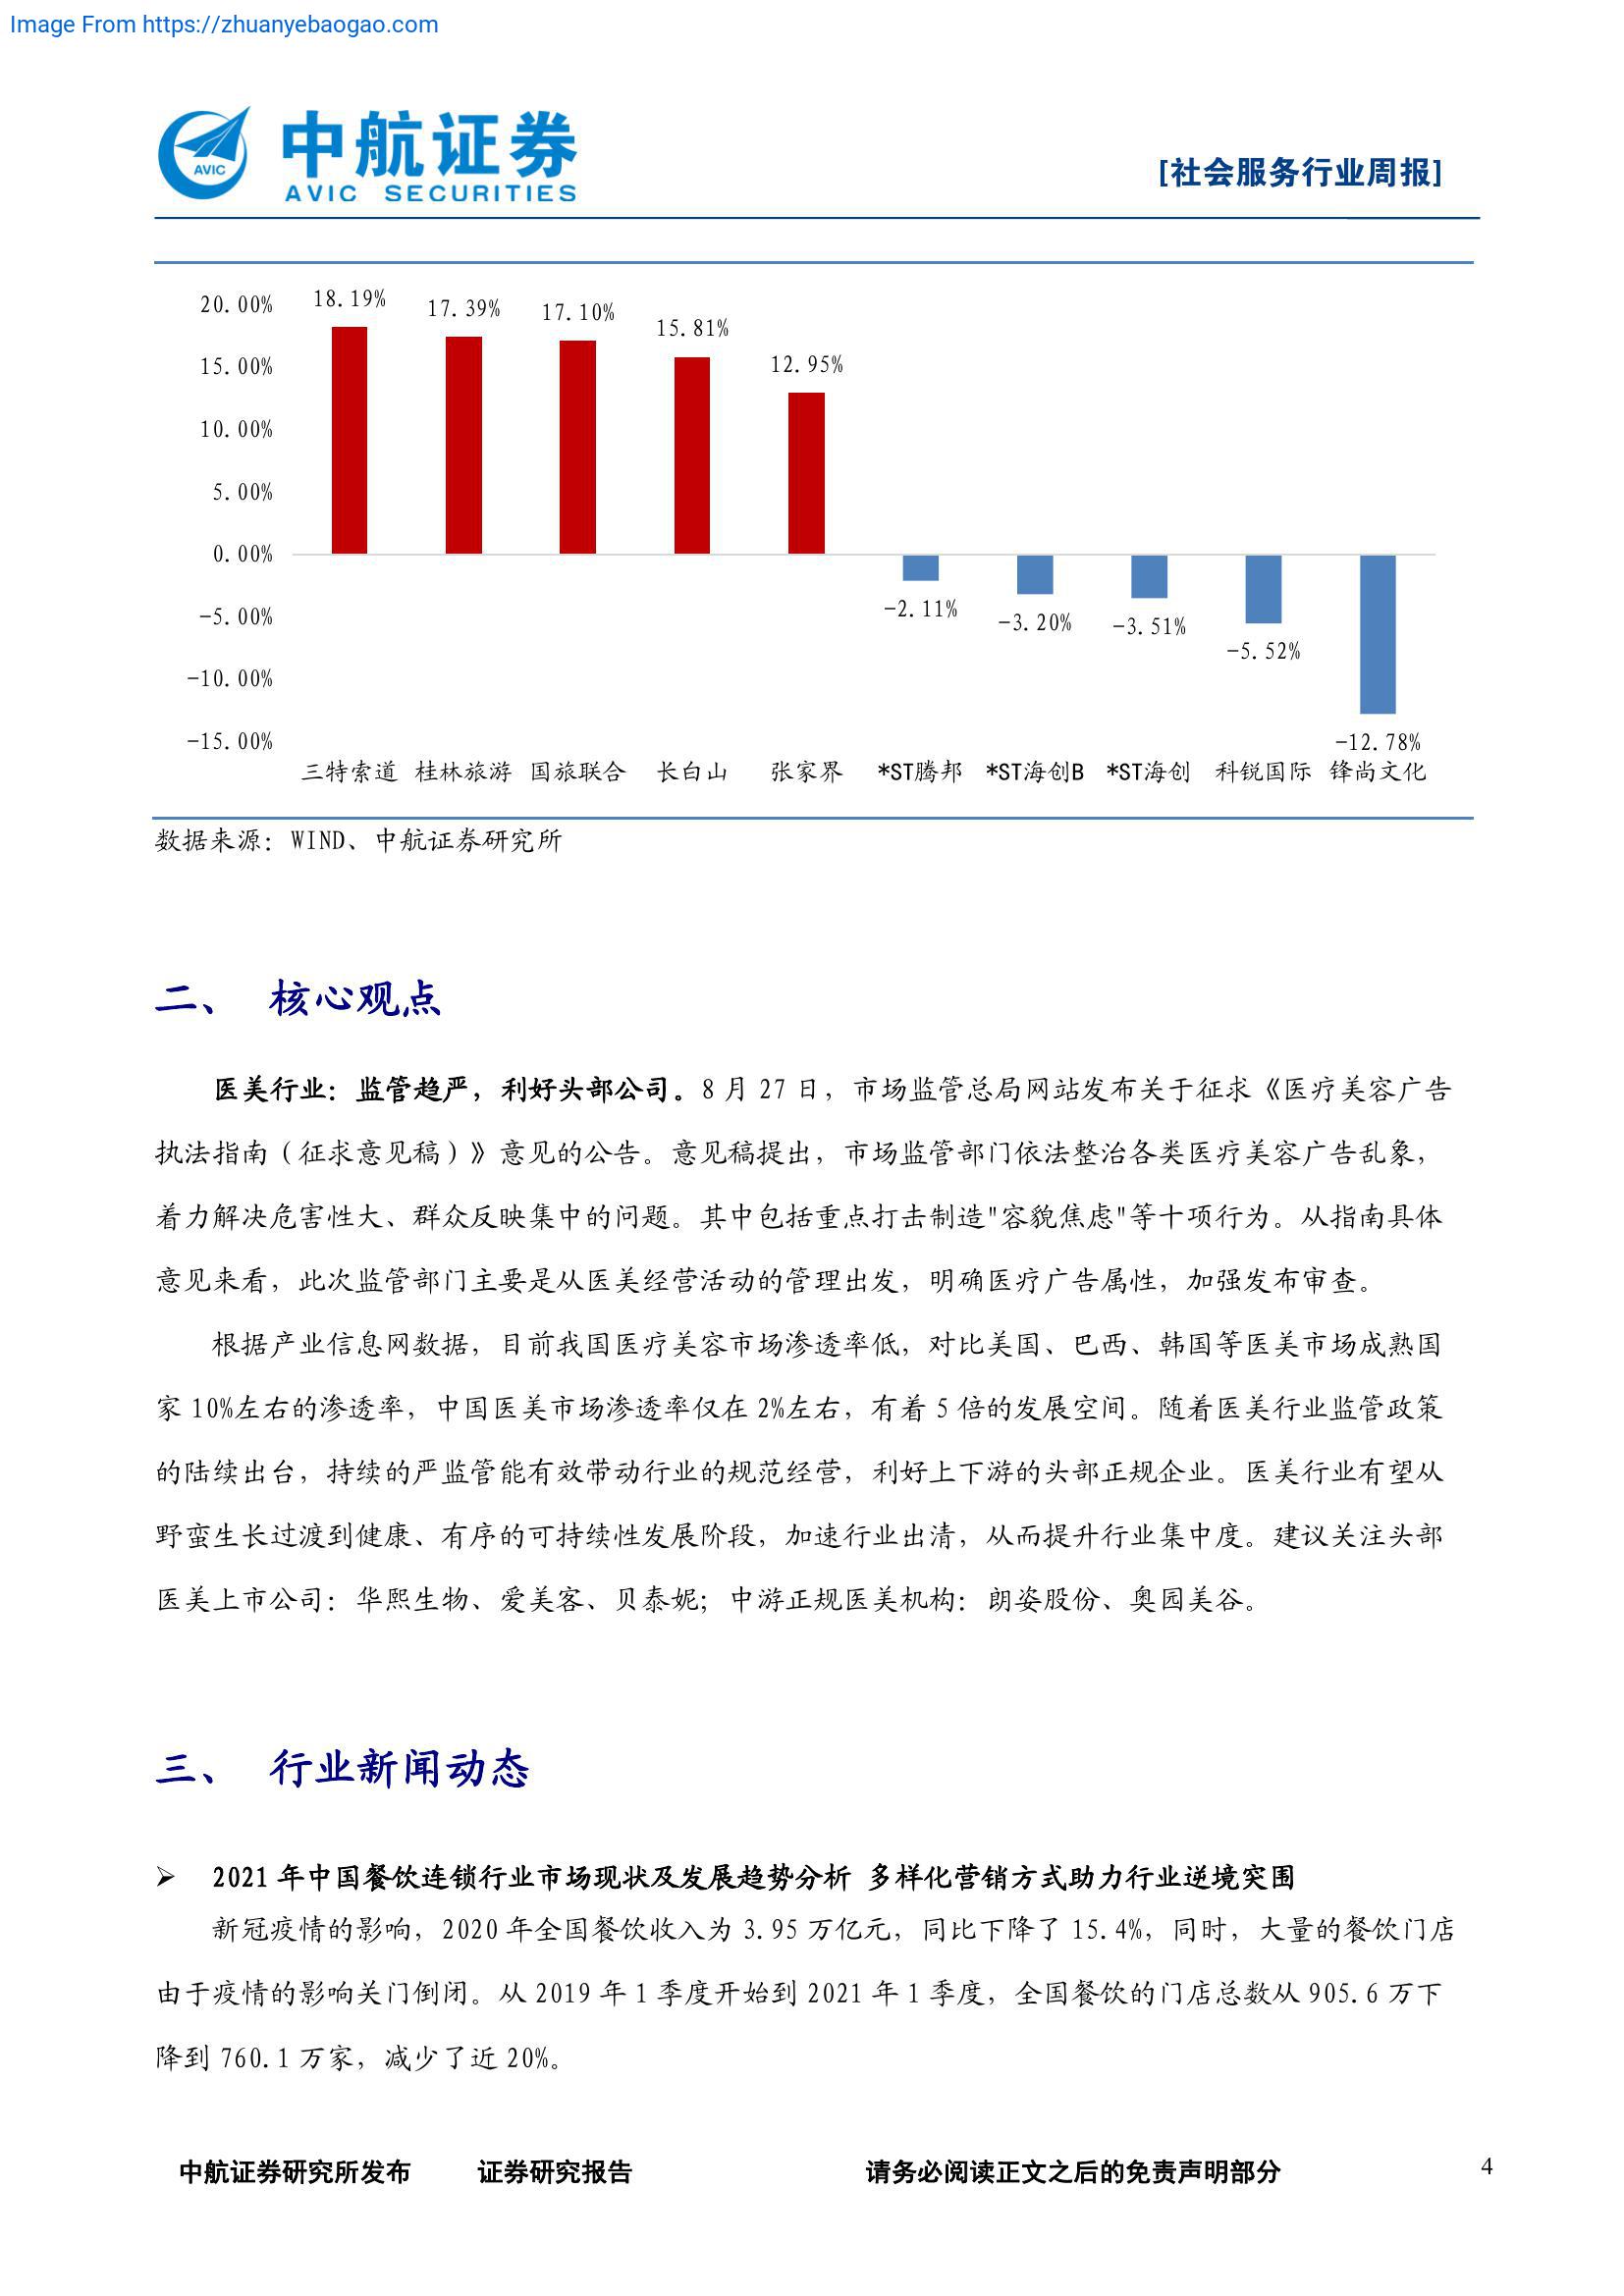 Image From https://zhuanyebaogao.com
AVIC
中航证券
AVIC SECURITIES
[社会服务行业周报]
20.00%
15.00%
10.00%
5.00%
0.00%
-5.00%
-10.00%
-15.00%
18.19%
17.39%
17.10%
15.81%
12.95%
-2.11%
-3.20%
-3.51%
-5.52%
-12.78%
三特索道 桂林旅游 国旅联合 长白山 张家界 *ST腾邦 *ST海创B *ST海创 科锐国际 锋尚文化
数据来源：WIND、中航证券研究所
二、 核心观点
医美行业：监管趋严，利好头部公司。8 月 27 日，市场监管总局网站发布关于征求《医疗美容广告
执法指南（征求意见稿）》意见的公告。意见稿提出，市场监管部门依法整治各类医疗美容广告乱象，
着力解决危害性大、群众反映集中的问题。其中包括重点打击制造"容貌焦虑"等十项行为。从指南具体
意见来看，此次监管部门主要是从医美经营活动的管理出发，明确医疗广告属性，加强发布审查。
根据产业信息网数据，目前我国医疗美容市场渗透率低，对比美国、巴西、韩国等医美市场成熟国
家 10%左右的渗透率，中国医美市场渗透率仅在 2%左右，有着 5 倍的发展空间。随着医美行业监管政策
的陆续出台，持续的严监管能有效带动行业的规范经营，利好上下游的头部正规企业。医美行业有望从
野蛮生长过渡到健康、有序的可持续性发展阶段，加速行业出清，从而提升行业集中度。建议关注头部
医美上市公司：华熙生物、爱美客、贝泰妮；中游正规医美机构：朗姿股份、奥园美谷。
三、 行业新闻动态
➢ 2021 年中国餐饮连锁行业市场现状及发展趋势分析 多样化营销方式助力行业逆境突围
新冠疫情的影响，2020 年全国餐饮收入为 3.95 万亿元，同比下降了 15.4%，同时，大量的餐饮门店
由于疫情的影响关门倒闭。从 2019 年 1 季度开始到 2021 年 1 季度，全国餐饮的门店总数从 905.6 万下
降到 760.1 万家，减少了近 20%。
中航证券研究所发布 证券研究报告 请务必阅读正文之后的免责声明部分 4